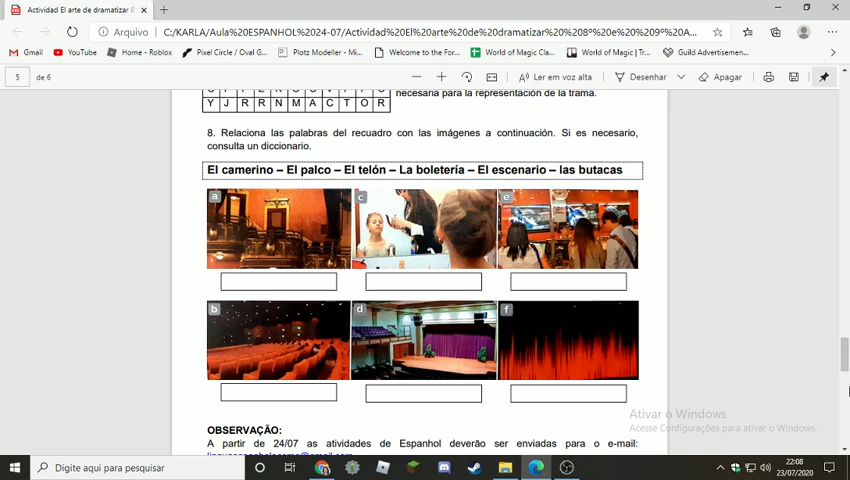 Actividad El arte de dramatizar 8
Arquivo
C:/KARLA/Aula%20ESPANHOL%2024-07/Actividad%20El%20arte%20de%20dramatizar%20%208º%20e%20%209º%20A...
Gmail YouTube Home - Roblox Pixel Circle / Oval G... Plotz Modeller - Mi... Welcome to the For... World of Magic Cla... World of Magic | Tr... Guild Advertisemen...
5 de 6 Ler em voz alta Desenhar Apagar
necesaria para la representación de la trama.
Y J R R N M A C T O R
8. Relaciona las palabras del recuadro con las imágenes a continuación. Si es necesario,
consulta un diccionario.
El camerino – El palco – El telón – La boletería – El escenario – las butacas
a c e
b d f
OBSERVAÇÃO:
A partir de 24/07 as atividades de Espanhol deverão ser enviadas para o e-mail:
Ativar o Windows
Acesse Configurações para ativar o Windows.
Digite aqui para pesquisar
22:08
23/07/2020